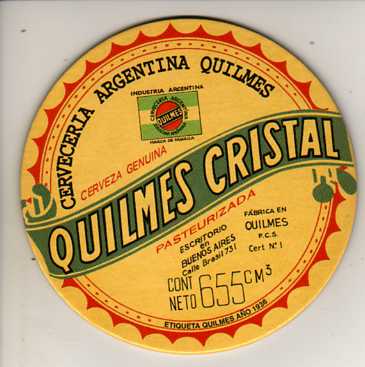 CERVECERIA ARGENTINA QUILMES
INDUSTRIA ARGENTINA
QUILMES
MARCA DE FABRICA
CERVEZA GENUINA
QUILMES CRISTAL
PASTEURIZADA
ESCRITORIO
en
BUENOS AIRES
Calle Brasil 731
FÁBRICA EN
QUILMES
F.C.S.
Cert Nº 1
CONT
NETO 655 CM3
ETIQUETA QUILMES AÑO 1936